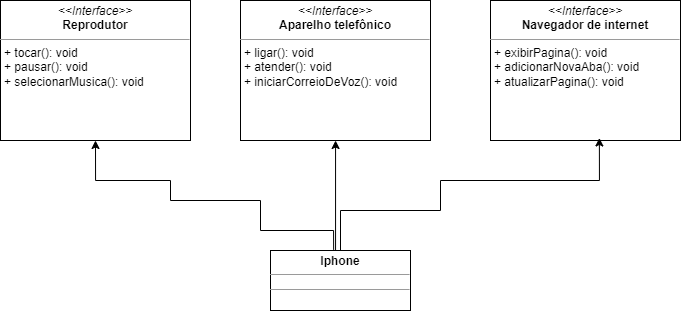 <<Interface>>
Reprodutor
+ tocar(): void
+ pausar(): void
+ selecionarMusica(): void
<<Interface>>
Aparelho telefônico
+ ligar(): void
+ atender(): void
+ iniciarCorreioDeVoz(): void
<<Interface>>
Navegador de internet
+ exibirPagina(): void
+ adicionarNovaAba(): void
+ atualizarPagina(): void
Iphone